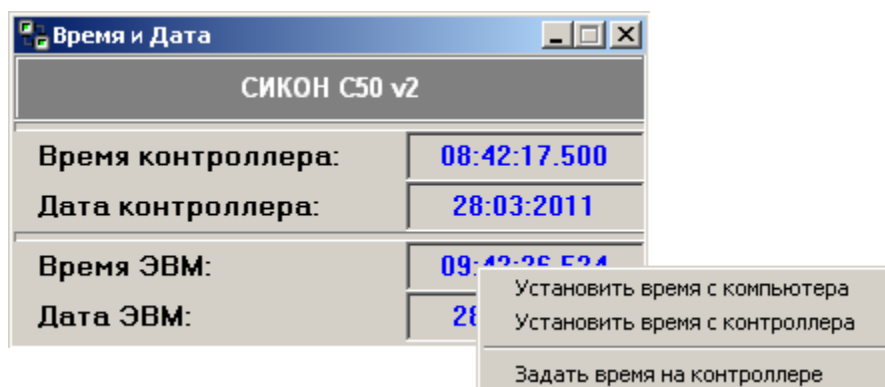 Время и Дата
СИКОН С50 v2
Время контроллера: 08:42:17.500
Дата контроллера: 28:03:2011
Время ЭВМ:
Дата ЭВМ:
Установить время с компьютера
Установить время с контроллера
Задать время на контроллере